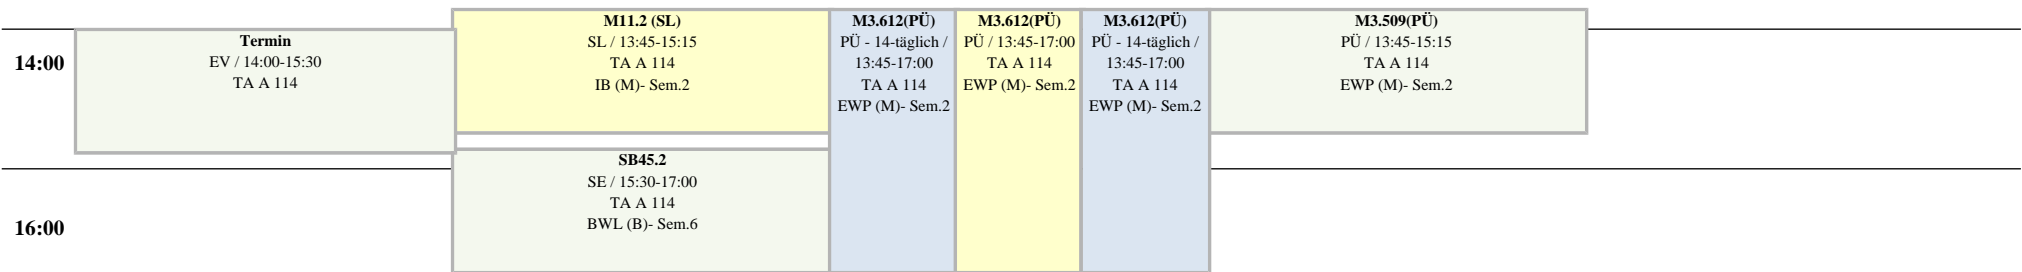 14:00
Termin
EV / 14:00-15:30
TA A 114
M11.2 (SL)
SL / 13:45-15:15
TA A 114
IB (M)- Sem.2
SB45.2
SE / 15:30-17:00
TA A 114
BWL (B)- Sem.6
M3.612(PÜ)
PÜ - 14-täglich /
13:45-17:00
TA A 114
EWP (M)- Sem.2
M3.612(PÜ)
PÜ / 13:45-17:00
TA A 114
EWP (M)- Sem.2
M3.612(PÜ)
PÜ - 14-täglich /
13:45-17:00
TA A 114
EWP (M)- Sem.2
M3.509(PÜ)
PÜ / 13:45-15:15
TA A 114
EWP (M)- Sem.2
16:00